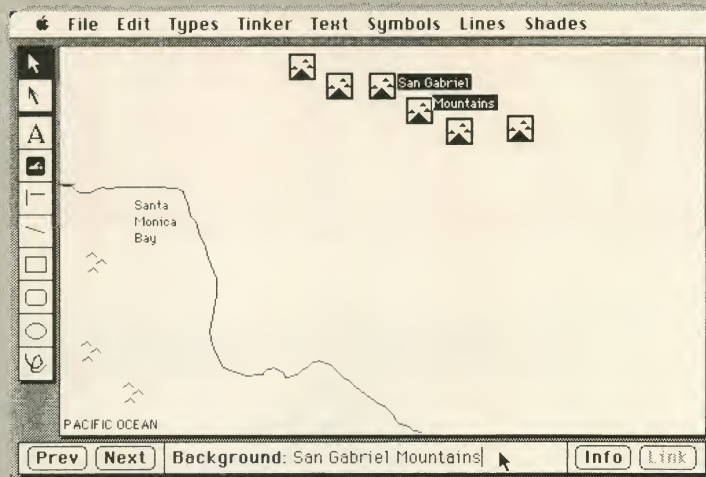 File Edit Types Tinker Text Symbols Lines Shades
San Gabriel
Mountains
A
Santa
Monica
Bay
PACIFIC OCEAN
Prev Next Background: San Gabriel Mountains Info Link